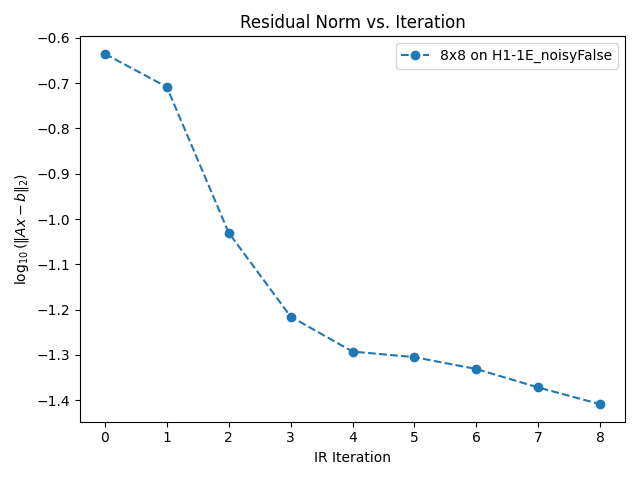 Residual Norm vs. Iteration
8x8 on H1-1E_noisyFalse
log₁₀(‖Ax − b‖₂)
−0.6
−0.7
−0.8
−0.9
−1.0
−1.1
−1.2
−1.3
−1.4
0 1 2 3 4 5 6 7 8
IR Iteration